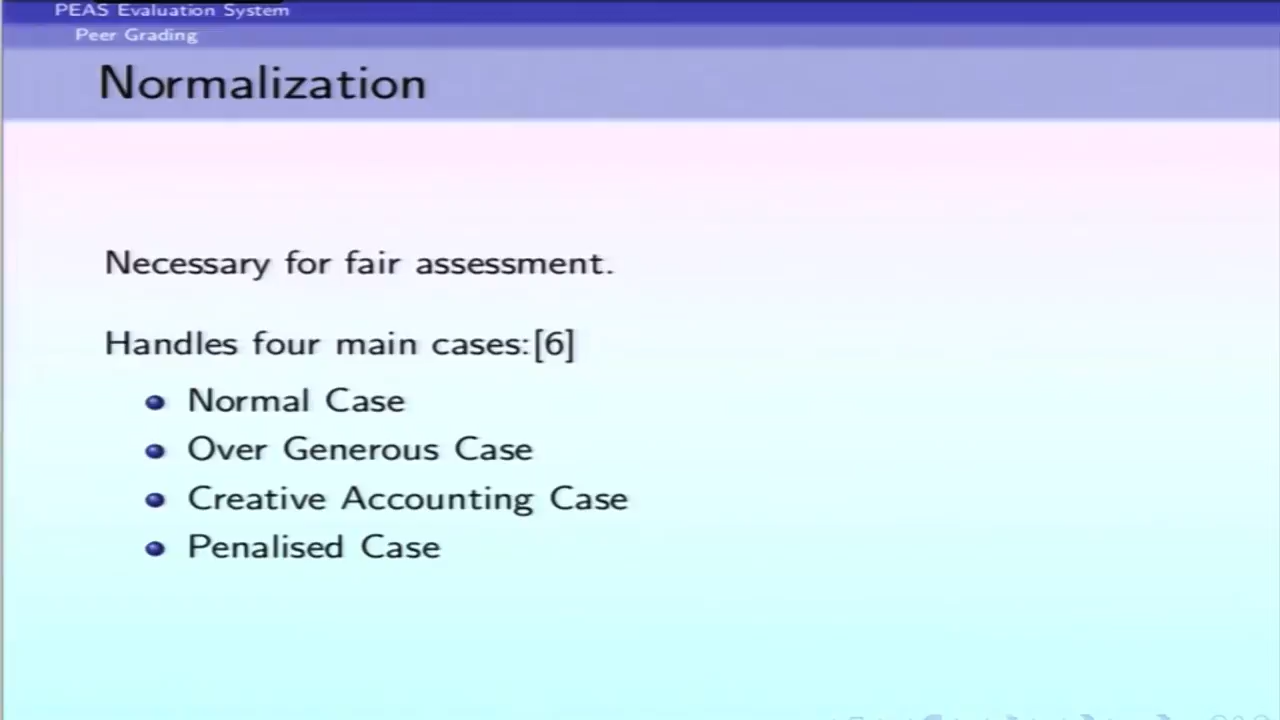 PEAS Evaluation System
Peer Grading
Normalization
Necessary for fair assessment.
Handles four main cases:[6]
Normal Case
Over Generous Case
Creative Accounting Case
Penalised Case